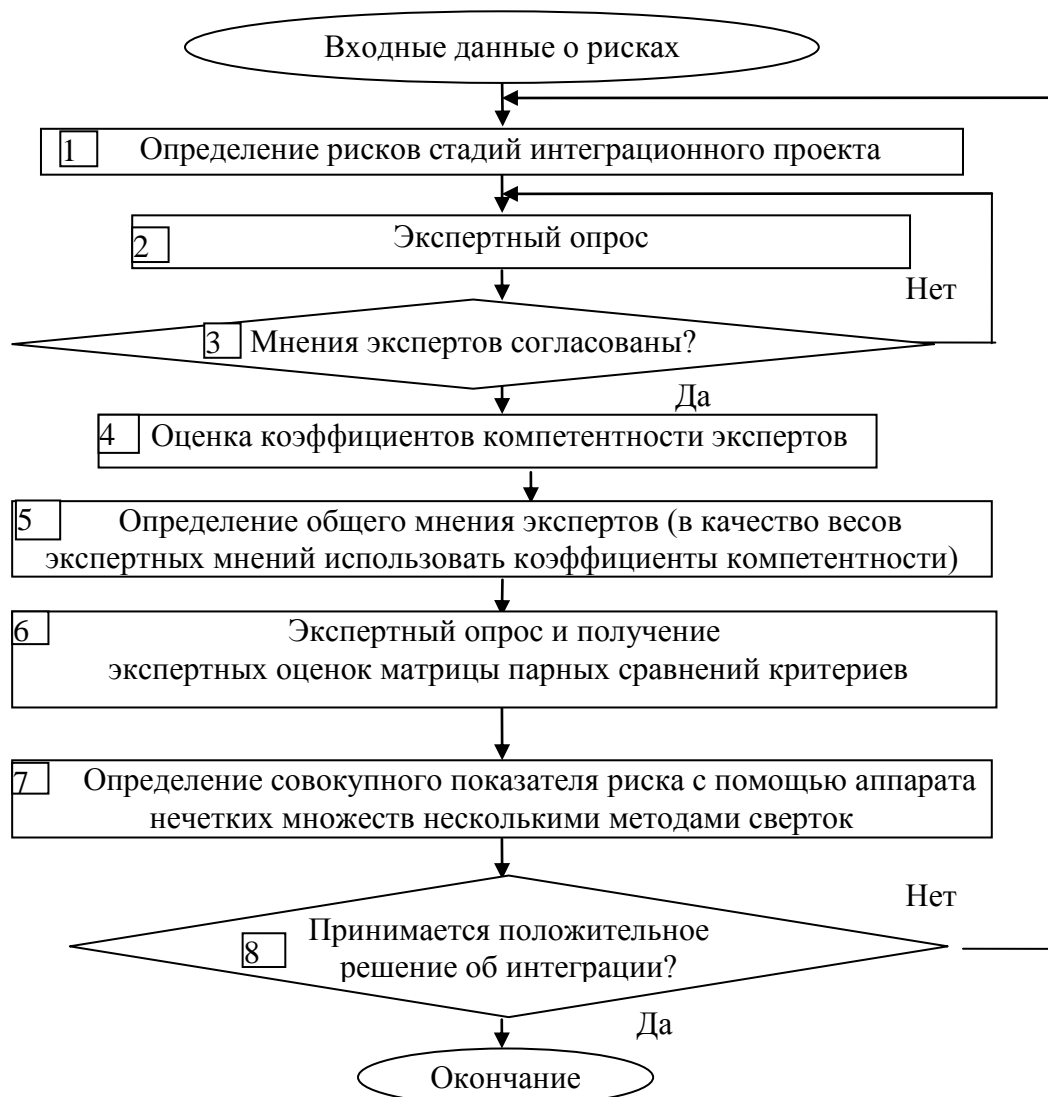 Входные данные о рисках
1 Определение рисков стадий интеграционного проекта
2 Экспертный опрос
Нет
3 Мнения экспертов согласованы?
Да
4 Оценка коэффициентов компетентности экспертов
5 Определение общего мнения экспертов (в качество весов
экспертных мнений использовать коэффициенты компетентности)
6 Экспертный опрос и получение
экспертных оценок матрицы парных сравнений критериев
7 Определение совокупного показателя риска с помощью аппарата
нечетких множеств несколькими методами сверток
Нет
8 Принимается положительное
решение об интеграции?
Да
Окончание